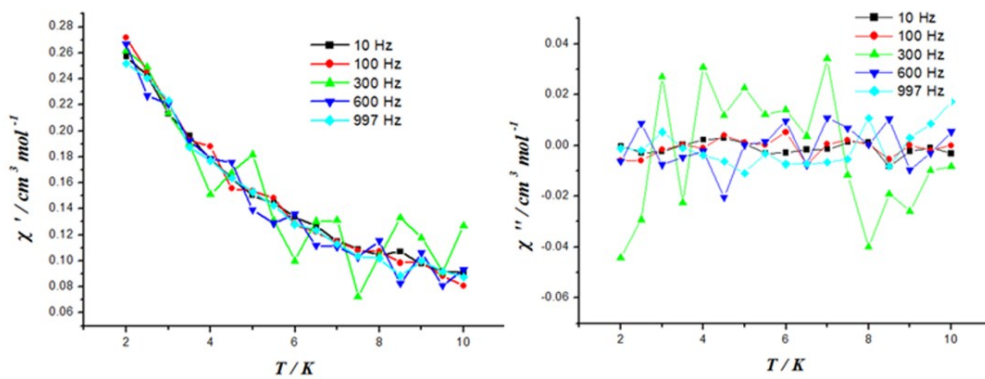 0.28
0.26
0.24
0.22
0.20
0.18
0.16
0.14
0.12
0.10
0.08
0.06
χ ' / cm³ mol⁻¹
10 Hz
100 Hz
300 Hz
600 Hz
997 Hz
2 4 6 8 10
T / K
0.04
0.02
0.00
-0.02
-0.04
-0.06
χ '' / cm³ mol⁻¹
10 Hz
100 Hz
300 Hz
600 Hz
997 Hz
2 4 6 8 10
T / K